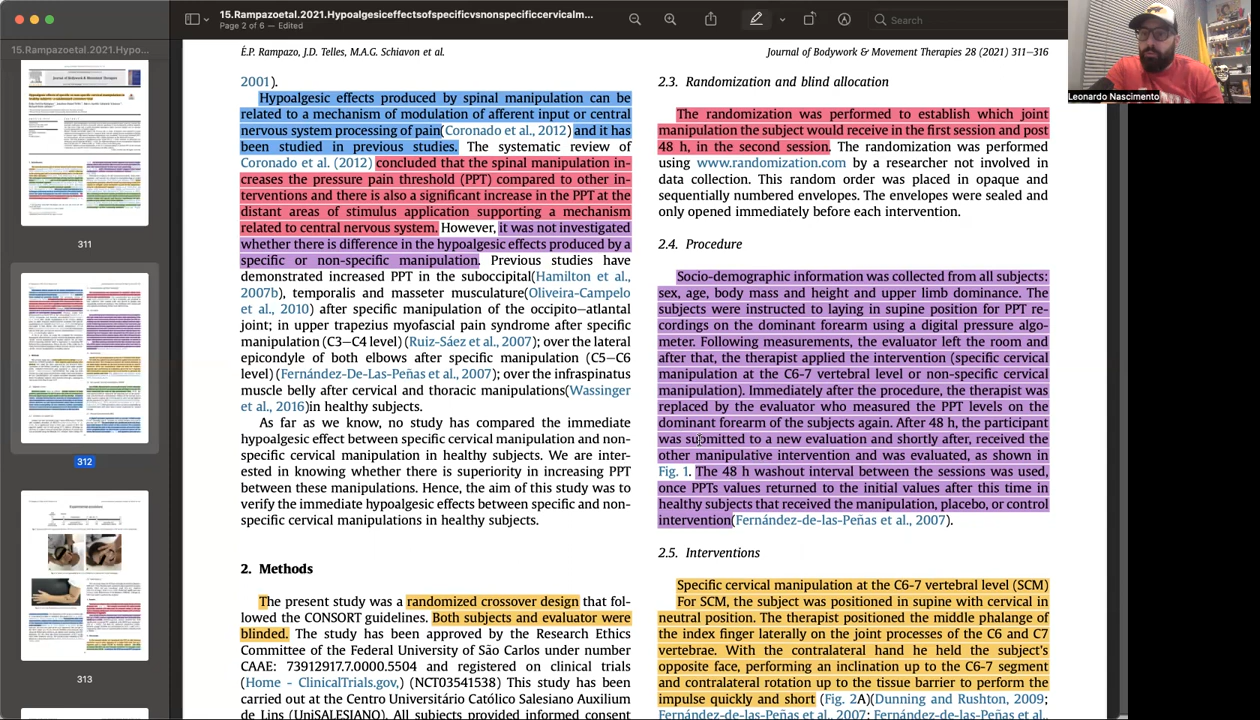 15.Rampazoetal.2021.Hypoalgesiceffectsofspecificvsnonspecificcervicalm...
Page 2 of 6 – Edited
Search
Leonardo Nascimento
15.Rampazoetal.2021.Hypo...
311
312
313
É.P. Rampazo, J.D. Telles, M.A.G. Schiavon et al.
Journal of Bodywork & Movement Therapies 28 (2021) 311–316
2001).
Hypoalgesic effects produced by spinal manipulation can be
related to a mechanism of modulation of afferent input or central
nervous system processing of pain(Coronado et al., 2012) and it has
been studied in previous studies. The systematic review of
Coronado et al. (2012) concluded that the spinal manipulation in-
creases the pressure pain threshold (PPT) compared to other in-
terventions and there is also a significant increase in the PPT at the
distant areas of stimulus application supporting a mechanism
related to central nervous system. However, it was not investigated
whether there is difference in the hypoalgesic effects produced by a
specific or non-specific manipulation. Previous studies have
demonstrated increased PPT in the suboccipital(Hamilton et al.,
2007b), temporalis and masseter musculature(Oliveira-Campelo
et al., 2010) after specific manipulation of the occipito–atlantal
joint; in upper trapezius myofascial pain syndrome after specific
manipulation (C3–C4 level) (Ruiz-Sáez et al., 2007); over the lateral
epicondyle of both elbows after specific manipulation (C5–C6
level) (Fernández-De-Las-Peñas et al., 2007); over the infraspinatus
muscle belly after cervical and thoracic manipulations(Wassinger
et al., 2016)in healthy subjects.
As far as we know, no study has compared the immediate
hypoalgesic effect between specific cervical manipulation and non-
specific cervical manipulation in healthy subjects. We are inter-
ested in knowing whether there is superiority in increasing PPT
between these manipulations. Hence, the aim of this study was to
verify the immediate hypoalgesic effects between specific and non-
specific cervical manipulations in healthy subjects.
2. Methods
The present study was a randomized crossover design that fol-
lowed the CONSORT guidelines. Both subjects and evaluator were
blinded. The study has been approved by the Research Ethics
Committee of the Federal University of São Carlos under number
CAAE: 73912917.7.0000.5504 and registered on clinical trials
(Home - ClinicalTrials.gov,) (NCT03541538) This study has been
carried out at the Centro Universitário Católico Salesiano Auxilium
de Lins (UniSALESIANO). All subjects provided informed consent
2.3. Randomization and blind allocation
The randomization was performed to establish which joint
manipulation the subject would receive in the first session and post
48 h, in the second session. The randomization was performed
using www.randomization.com by a researcher not involved in
data collection. This random order was placed in opaque and
sequentially numbered envelopes. The envelopes were sealed and
only opened immediately before each intervention.
2.4. Procedure
Socio-demographic information was collected from all subjects:
sex, age, body mass and height and upper limb dominance. The
subjects were instructed to laying in supine position for PPT re-
cordings on the dominant forearm using a digital pressure algo-
meter. Following measurements, the evaluator left the room and
after that, the therapist applied the intervention (specific cervical
manipulation at the C6-7 vertebral level or non-specific cervical
manipulation). Immediately after the procedure, the therapist was
replaced by the evaluator who measured the PPT levels on the
dominant forearm of the subjects again. After 48 h, the participant
was submitted to a new evaluation and shortly after, received the
other manipulative intervention and was evaluated, as shown in
Fig. 1. The 48 h washout interval between the sessions was used,
once PPTs values returned to the initial values after this time in
healthy subjects that received the manipulation, placebo, or control
intervention(Fernández-de-las-Peñas et al., 2007).
2.5. Interventions
Specific cervical manipulation at the C6-7 vertebral level (SCM)
For SCM, the subject was positioned in supine with cervical in
neutral position. The therapist positioned the middle phalange of
the index finger laterally on the joint processes of the C6 and C7
vertebrae. With the contralateral hand he held the subject's
opposite face, performing an inclination up to the C6-7 segment
and contralateral rotation up to the tissue barrier to perform the
impulse quickly and short (Fig. 2A)(Dunning and Rushton, 2009;
Fernández-de-las-Peñas et al., 2007; Fernández-de-las-Peñas